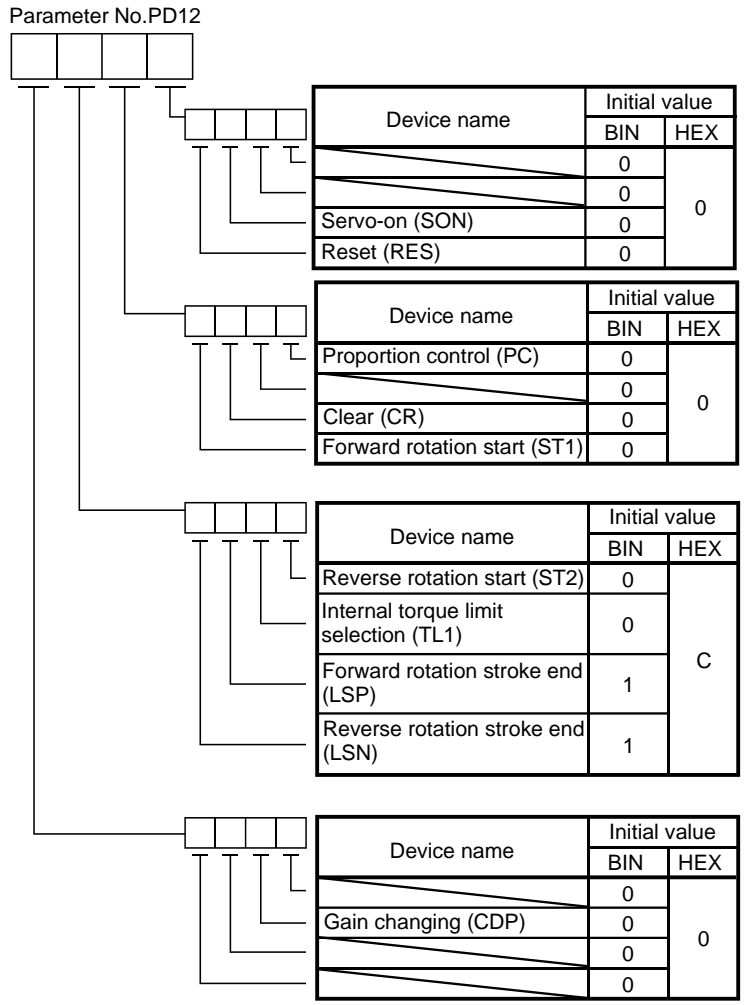 Parameter No.PD12
Device name Initial value
BIN HEX
0
0
0
Servo-on (SON) 0
Reset (RES) 0
Device name Initial value
BIN HEX
Proportion control (PC) 0
0
0
Clear (CR) 0
Forward rotation start (ST1) 0
Device name Initial value
BIN HEX
Reverse rotation start (ST2) 0
Internal torque limit
selection (TL1) 0
C
Forward rotation stroke end
(LSP) 1
Reverse rotation stroke end
(LSN) 1
Device name Initial value
BIN HEX
0
Gain changing (CDP) 0
0
0
0